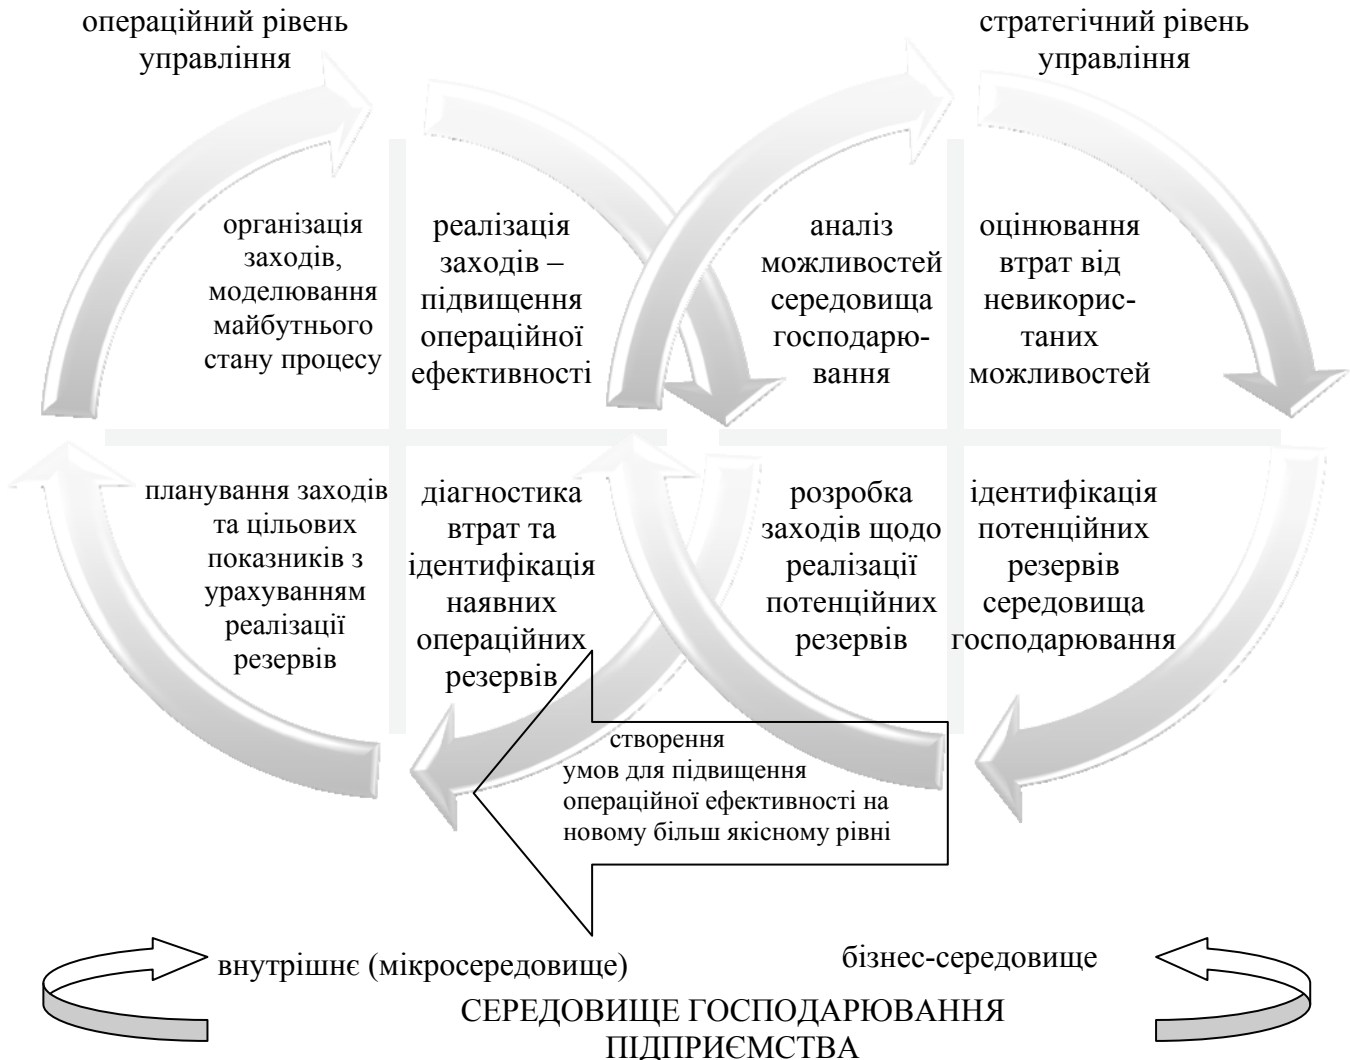 операційний рівень
управління
стратегічний рівень
управління
організація
заходів,
моделювання
майбутнього
стану процесу
реалізація
заходів –
підвищення
операційної
ефективності
аналіз
можливостей
середовища
господарю-
вання
оцінювання
втрат від
невикорис-
таних
можливостей
планування заходів
та цільових
показників з
урахуванням
реалізації
резервів
діагностика
втрат та
ідентифікація
наявних
операційних
резервів
розробка
заходів щодо
реалізації
потенційних
резервів
ідентифікація
потенційних
резервів
середовища
господарювання
створення
умов для підвищення
операційної ефективності на
новому більш якісному рівні
внутрішнє (мікросередовище)
бізнес-середовище
СЕРЕДОВИЩЕ ГОСПОДАРЮВАННЯ
ПІДПРИЄМСТВА